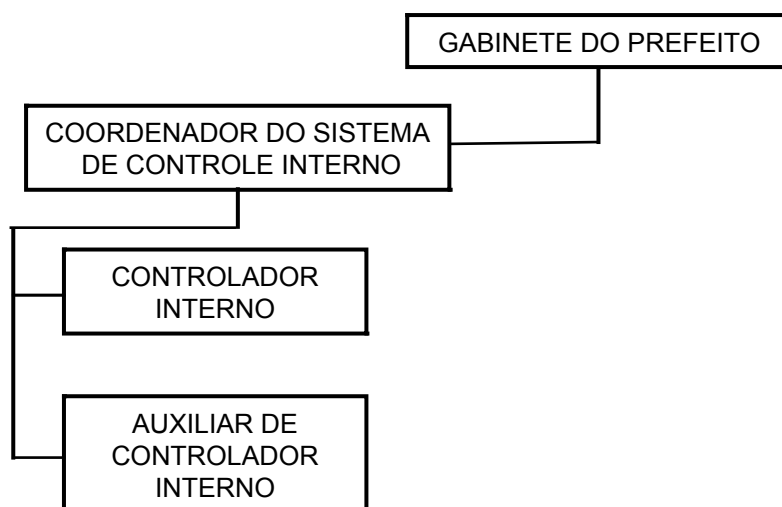 GABINETE DO PREFEITO
COORDENADOR DO SISTEMA
DE CONTROLE INTERNO
CONTROLADOR
INTERNO
AUXILIAR DE
CONTROLADOR
INTERNO